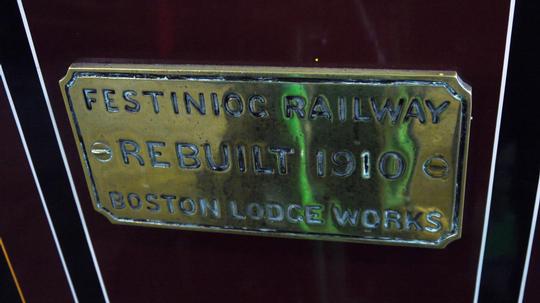 FESTINIOG RAILWAY
REBUILT 1910
BOSTON LODGE WORKS